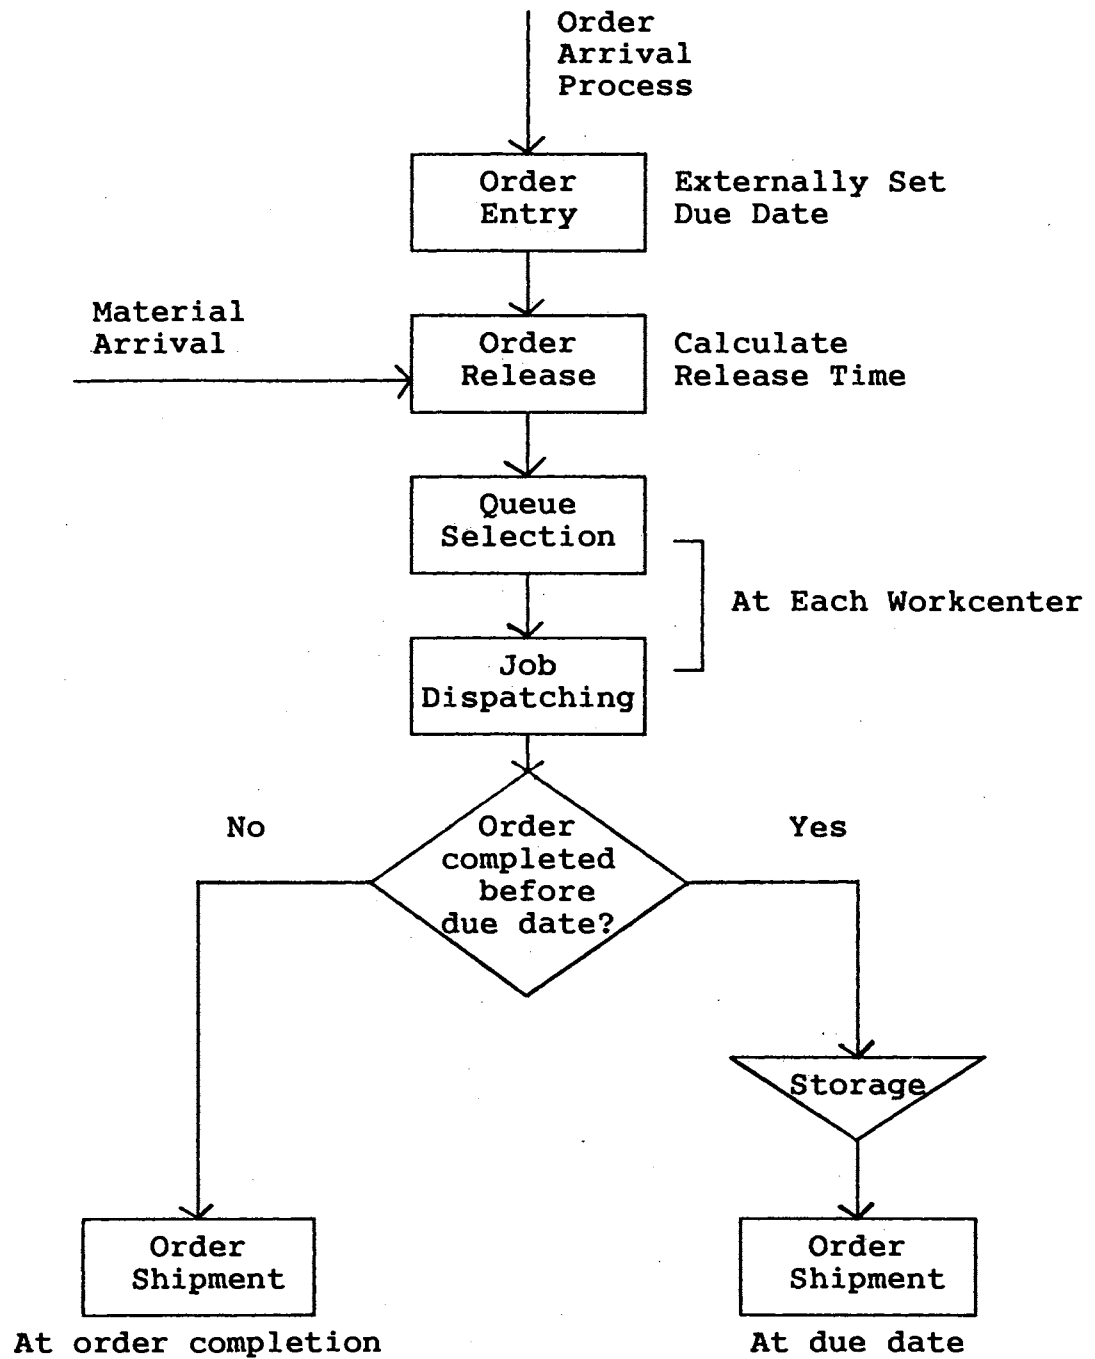 Order
Arrival
Process
Order
Entry
Externally Set
Due Date
Material
Arrival
Order
Release
Calculate
Release Time
Queue
Selection
At Each Workcenter
Job
Dispatching
No
Order
completed
before
due date?
Yes
Storage
Order
Shipment
At order completion
Order
Shipment
At due date